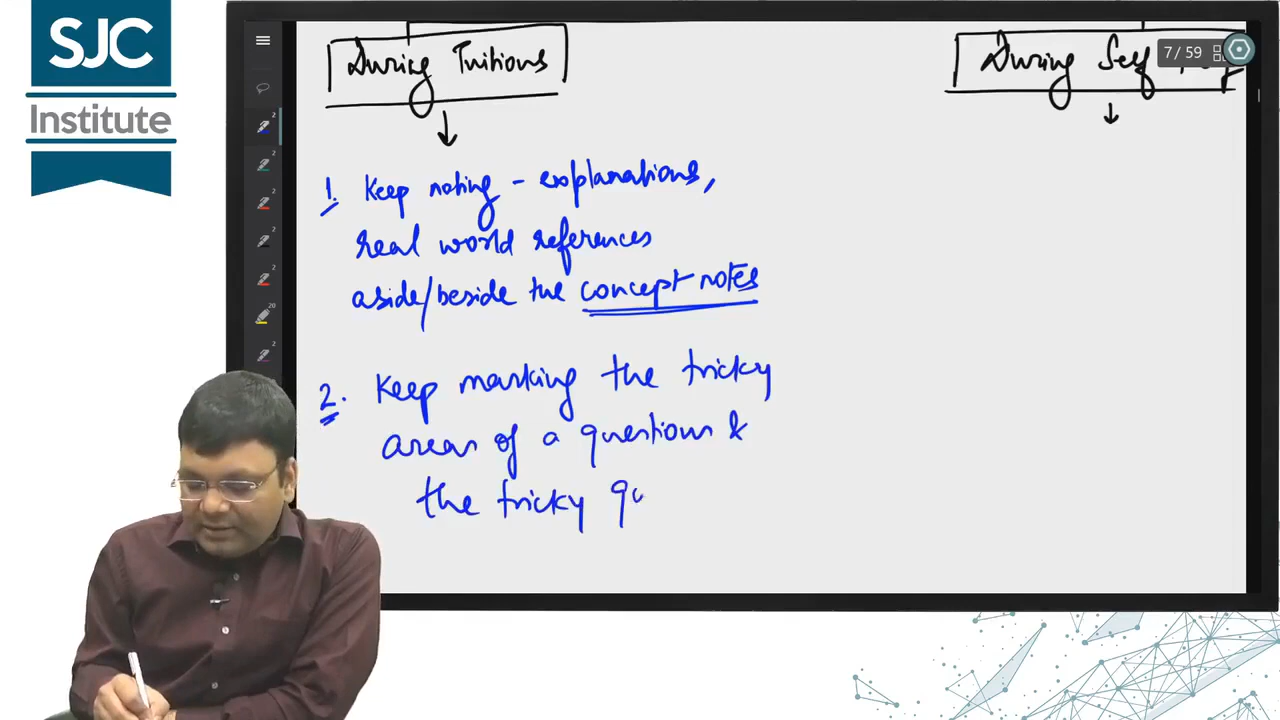 SJC
Institute
During Tuitions
During Self
7 / 59
1. Keep noting - explanations,
real world references
aside/beside the concept notes
2. Keep marking the tricky
areas of a questions &
the tricky qu